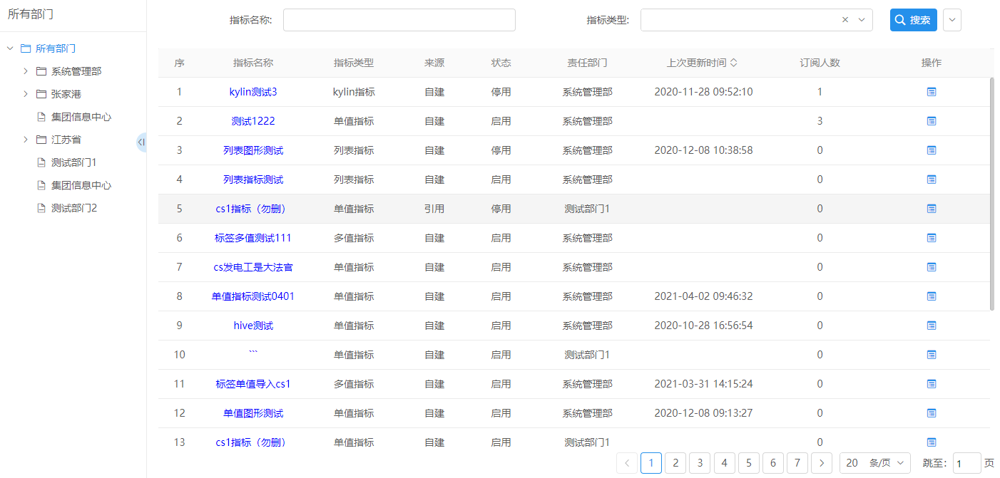 所有部门
所有部门
系统管理部
张家港
集团信息中心
江苏省
测试部门1
集团信息中心
测试部门2
指标名称: 指标类型: 搜索
序 指标名称 指标类型 来源 状态 责任部门 上次更新时间 订阅人数 操作
1 kylin测试3 kylin指标 自建 停用 系统管理部 2020-11-28 09:52:10 1
2 测试1222 单值指标 自建 启用 系统管理部 3
3 列表图形测试 列表指标 自建 停用 系统管理部 2020-12-08 10:38:58 0
4 列表指标测试 列表指标 自建 启用 系统管理部 0
5 cs1指标（勿删） 单值指标 引用 停用 测试部门1 0
6 标签多值测试111 多值指标 自建 启用 系统管理部 0
7 cs发电工是大法官 单值指标 自建 启用 系统管理部 0
8 单值指标测试0401 单值指标 自建 启用 系统管理部 2021-04-02 09:46:32 0
9 hive测试 单值指标 自建 启用 系统管理部 2020-10-28 16:56:54 0
10 ``` 单值指标 自建 启用 测试部门1 0
11 标签单值导入cs1 多值指标 自建 启用 系统管理部 2021-03-31 14:15:24 0
12 单值图形测试 单值指标 自建 启用 系统管理部 2020-12-08 09:13:27 0
13 cs1指标（勿删） 单值指标 自建 启用 测试部门1 0
1 2 3 4 5 6 7 20 条/页 跳至: 1 页